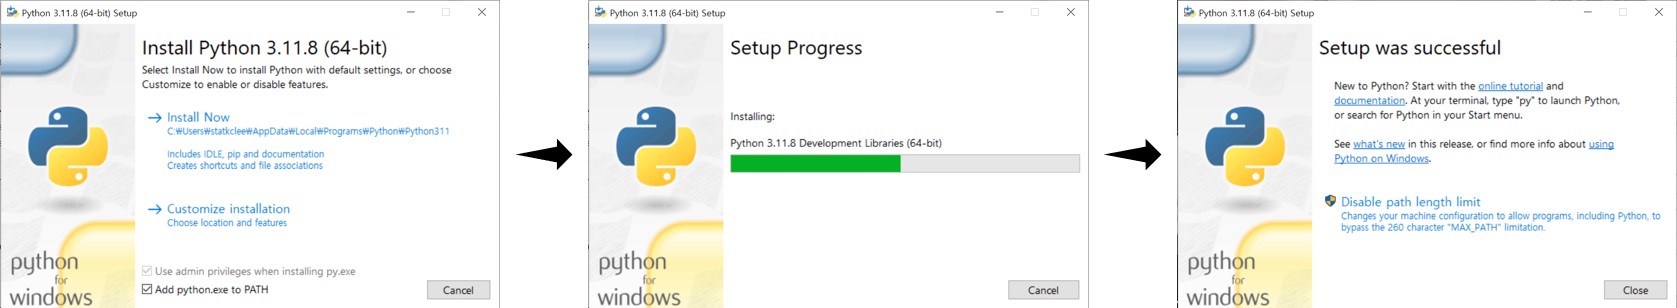 Python 3.11.8 (64-bit) Setup
Install Python 3.11.8 (64-bit)
Select Install Now to install Python with default settings, or choose
Customize to enable or disable features.
Install Now
C:₩Users₩statkclee₩AppData₩Local₩Programs₩Python₩Python311
Includes IDLE, pip and documentation
Creates shortcuts and file associations
Customize installation
Choose location and features
Use admin privileges when installing py.exe
Add python.exe to PATH
Cancel
python
for
windows
Python 3.11.8 (64-bit) Setup
Setup Progress
Installing:
Python 3.11.8 Development Libraries (64-bit)
Cancel
python
for
windows
Python 3.11.8 (64-bit) Setup
Setup was successful
New to Python? Start with the online tutorial and
documentation. At your terminal, type "py" to launch Python,
or search for Python in your Start menu.
See what's new in this release, or find more info about using
Python on Windows.
Disable path length limit
Changes your machine configuration to allow programs, including Python, to
bypass the 260 character "MAX_PATH" limitation.
Close
python
for
windows